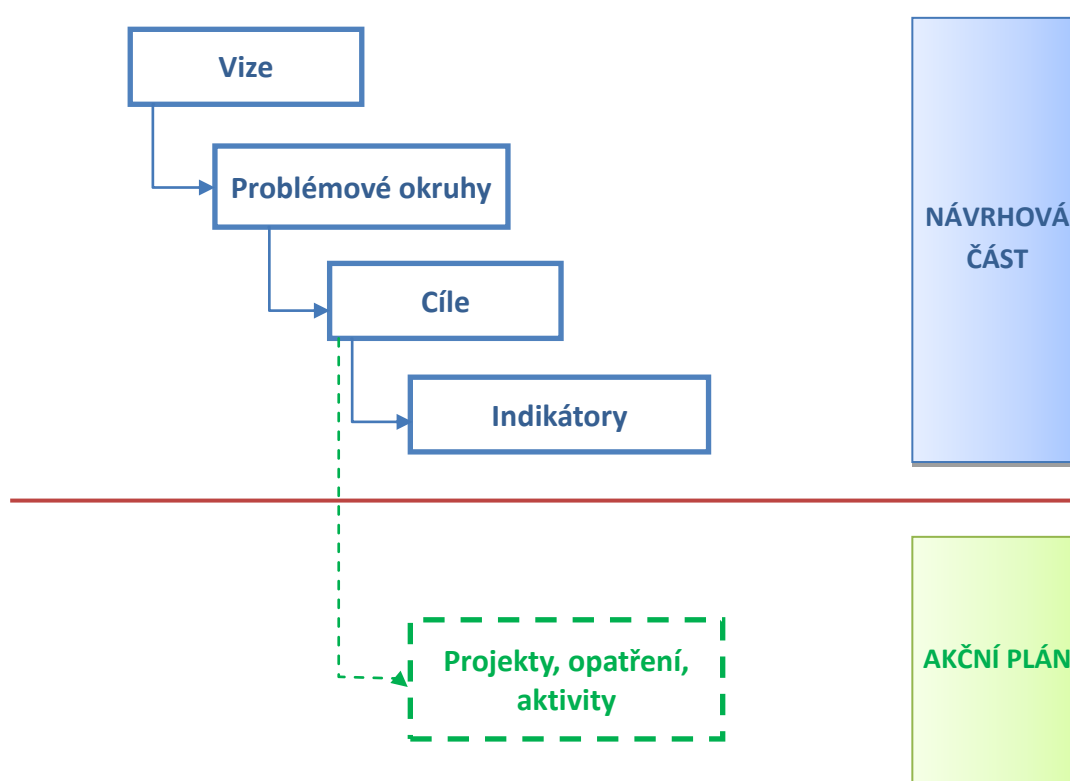 Vize
Problémové okruhy
Cíle
Indikátory
NÁVRHOVÁ
ČÁST
Projekty, opatření,
aktivity
AKČNÍ PLÁN